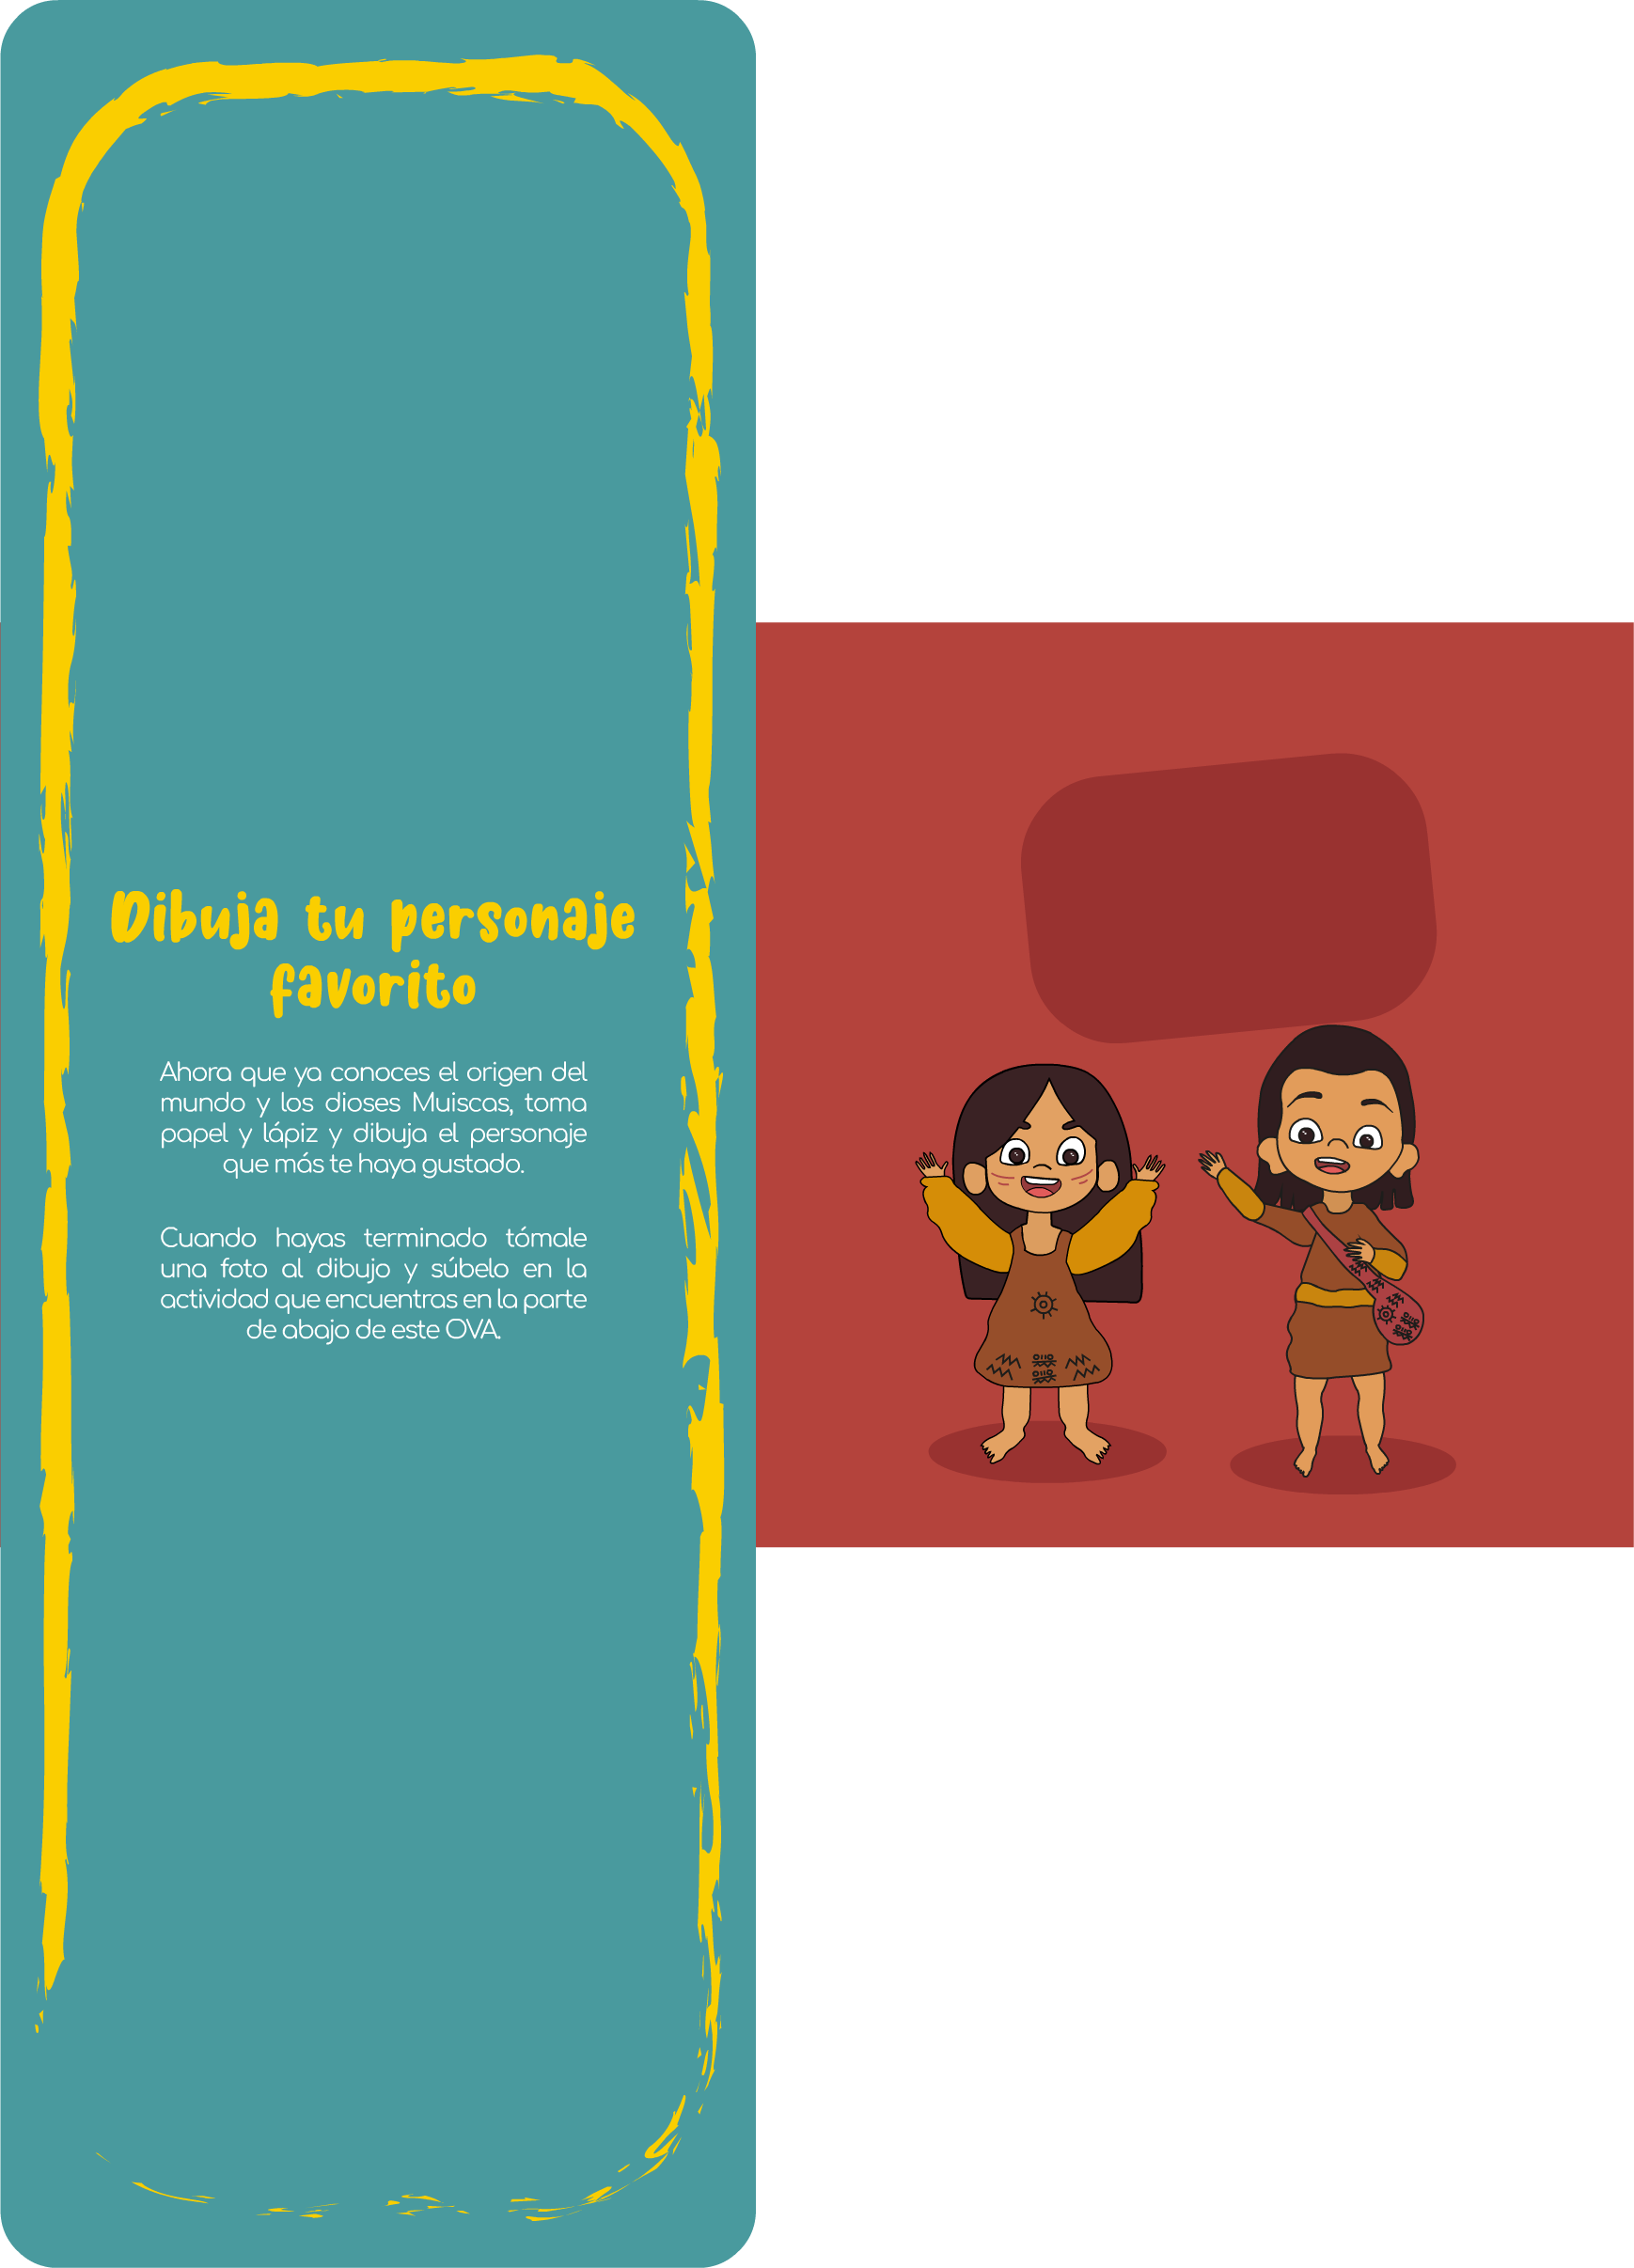 Dibuja tu personaje
favorito
Ahora que ya conoces el origen del
mundo y los dioses Muiscas, toma
papel y lápiz y dibuja el personaje
que más te haya gustado.
Cuando hayas terminado tómale
una foto al dibujo y súbelo en la
actividad que encuentras en la parte
de abajo de este OVA.